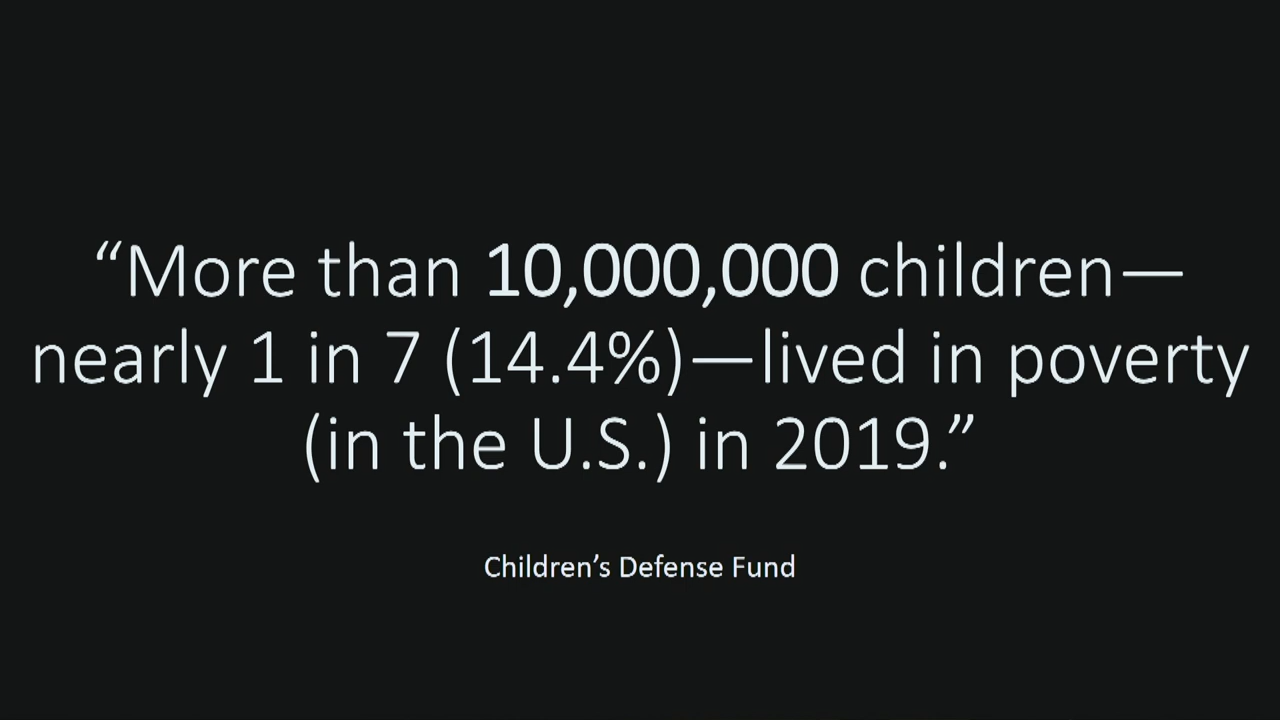 “More than 10,000,000 children—
nearly 1 in 7 (14.4%)—lived in poverty
(in the U.S.) in 2019.”
Children’s Defense Fund